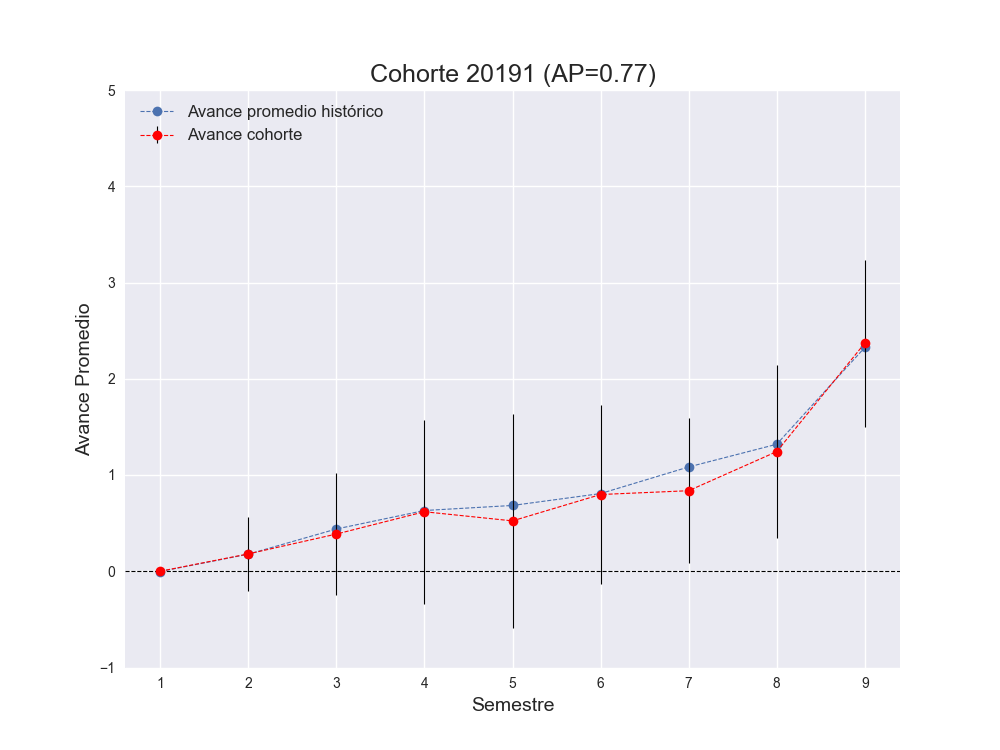 Cohorte 20191 (AP=0.77)
Avance promedio histórico
Avance cohorte
Avance Promedio
5
4
3
2
1
0
−1
1 2 3 4 5 6 7 8 9
Semestre